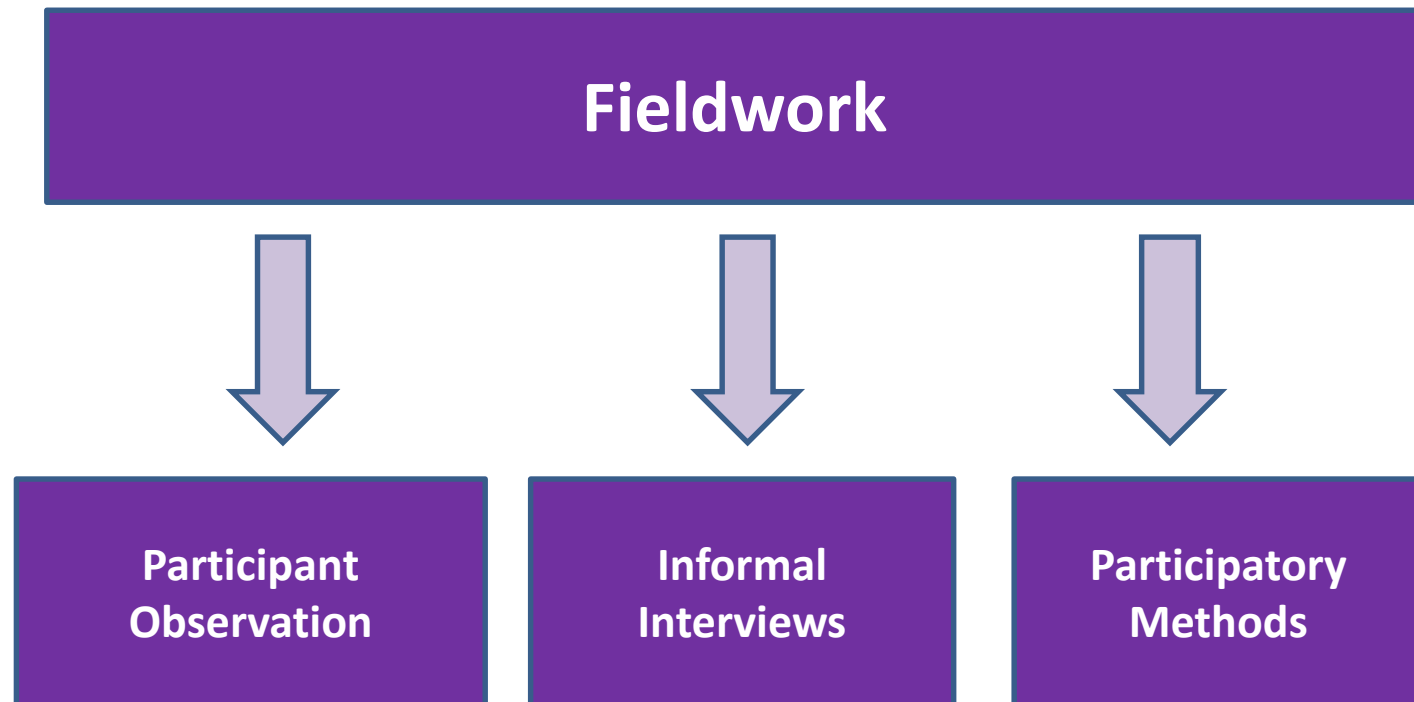 Fieldwork
Participant
Observation
Informal
Interviews
Participatory
Methods